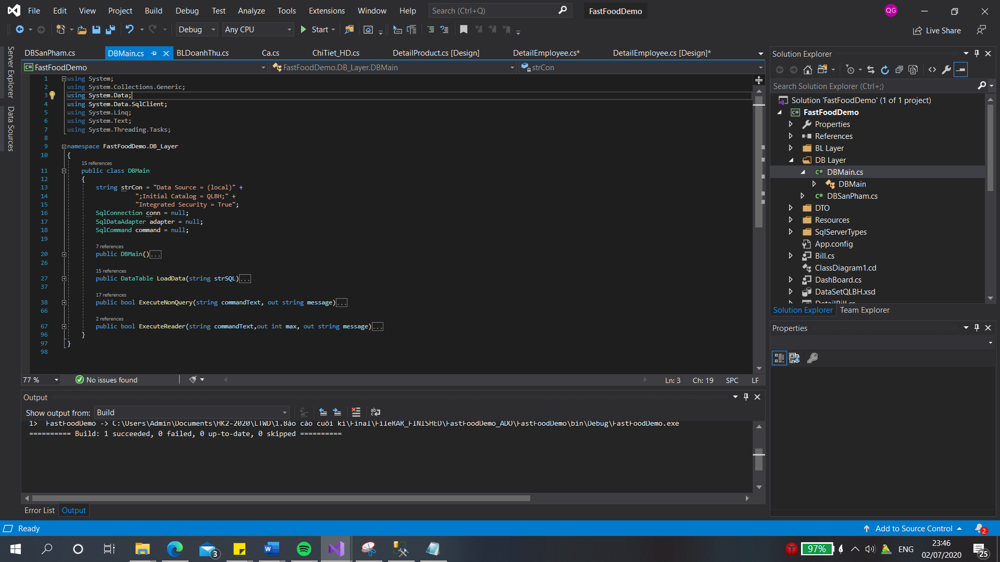 File Edit View Project Build Debug Test Analyze Tools Extensions Window Help Search (Ctrl+Q) FastFoodDemo QG
Debug Any CPU Start Live Share
Server Explorer
Data Sources
DBSanPham.cs DBMain.cs BLDoanhThu.cs Ca.cs ChiTiet_HD.cs DetailProduct.cs [Design] DetailEmployee.cs* DetailEmployee.cs [Design]*
C# FastFoodDemo FastFoodDemo.DB_Layer.DBMain strCon
1 using System;
2 using System.Collections.Generic;
3 using System.Data;
4 using System.Data.SqlClient;
5 using System.Linq;
6 using System.Text;
7 using System.Threading.Tasks;
8
9 namespace FastFoodDemo.DB_Layer
10 {
15 references
11 public class DBMain
12 {
13 string strCon = "Data Source = (local)" +
14 ";Initial Catalog = QLBH;" +
15 "Integrated Security = True";
16 SqlConnection conn = null;
17 SqlDataAdapter adapter = null;
18 SqlCommand command = null;
19
7 references
20 public DBMain()...
26
15 references
27 public DataTable LoadData(string strSQL)...
37
17 references
38 public bool ExecuteNonQuery(string commandText, out string message)...
66
2 references
67 public bool ExecuteReader(string commandText,out int max, out string message)...
96 }
97 }
98
77 % No issues found Ln: 3 Ch: 19 SPC LF
Output
Show output from: Build
1> FastFoodDemo -> C:\Users\Admin\Documents\HK2-2020\LTWD\1.Báo cáo cuối kì\Final\FileRAR_FINISHED\FastFoodDemo_ADO\FastFoodDemo\bin\Debug\FastFoodDemo.exe
========== Build: 1 succeeded, 0 failed, 0 up-to-date, 0 skipped ==========
Error List Output
Solution Explorer
Search Solution Explorer (Ctrl+;)
Solution 'FastFoodDemo' (1 of 1 project)
C# FastFoodDemo
Properties
References
BL Layer
DB Layer
C# DBMain.cs
DBMain
C# DBSanPham.cs
DTO
Resources
SqlServerTypes
App.config
Bill.cs
ClassDiagram1.cd
DashBoard.cs
DataSetQLBH.xsd
DetailBill.cs
Solution Explorer Team Explorer
Properties
Ready Add to Source Control 2
3 97% ENG 23:46
02/07/2020 25